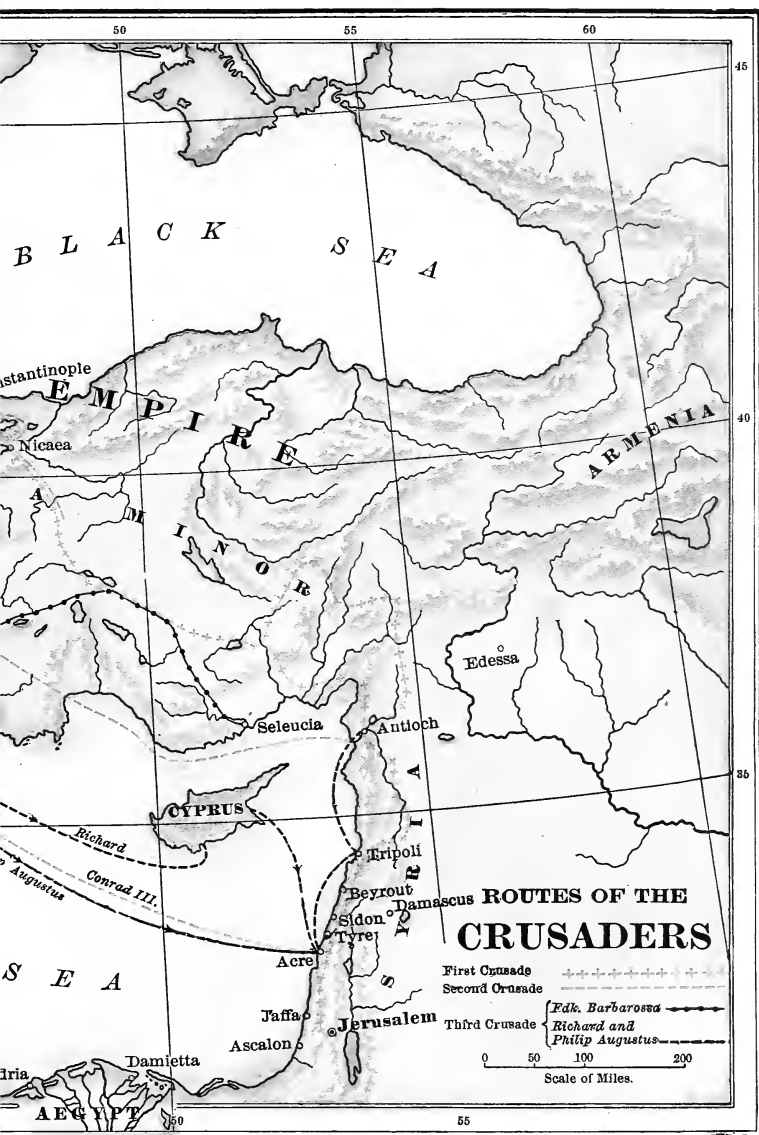 50
55
60
45
BLACK SEA
nstantinople
EMPIRE
Nicaea
40
ARMENIA
A
MINOR
Edessa
Seleucia
Antioch
35
CYPRUS
Richard
Tripoli
Conrad III.
p Augustus
Beyrout
Damascus
Sidon
Tyre
SYRIA
Acre
SEA
Jaffa
Jerusalem
Ascalon
dria
Damietta
AEGYPT
ROUTES OF THE
CRUSADERS
First Crusade
Second Crusade
Third Crusade
Fdk. Barbarossa
Richard and
Philip Augustus
0 50 100 200
Scale of Miles.
50
55